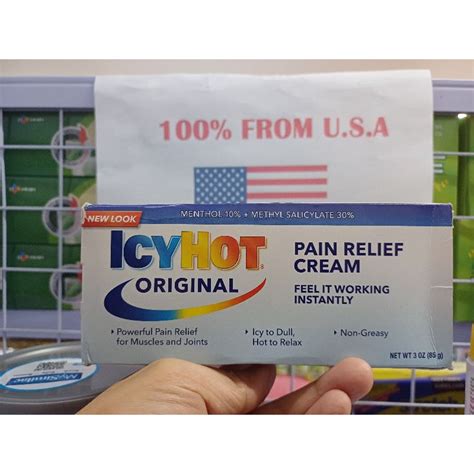 100% FROM U.S.A
NEW LOOK
MENTHOL 10% + METHYL SALICYLATE 30%
ICYHOT®
ORIGINAL
PAIN RELIEF
CREAM
FEEL IT WORKING
INSTANTLY
• Powerful Pain Relief
for Muscles and Joints
• Icy to Dull,
Hot to Relax
• Non-Greasy
NET WT 3 OZ (85 g)